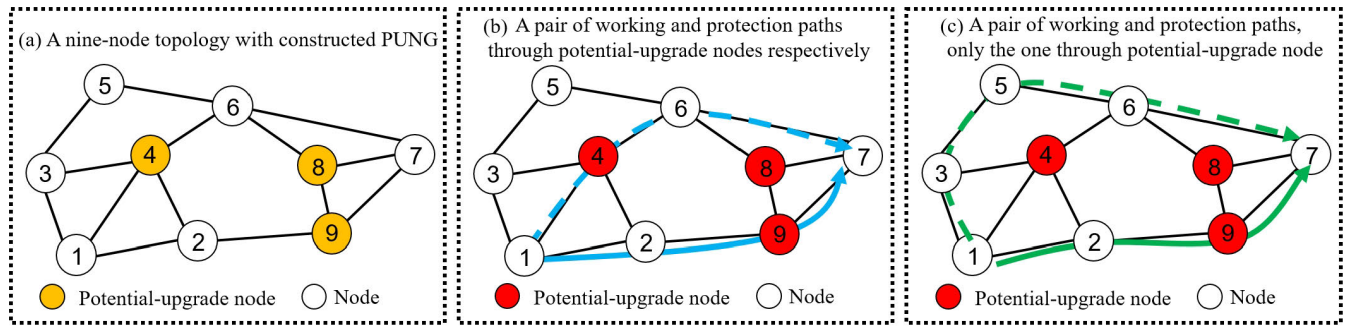 (a) A nine-node topology with constructed PUNG
5
6
4
8
7
3
9
2
1
Potential-upgrade node
Node
(b) A pair of working and protection paths
through potential-upgrade nodes respectively
5
6
4
8
7
3
9
2
1
Potential-upgrade node
Node
(c) A pair of working and protection paths,
only the one through potential-upgrade node
5
6
4
8
7
3
9
2
1
Potential-upgrade node
Node